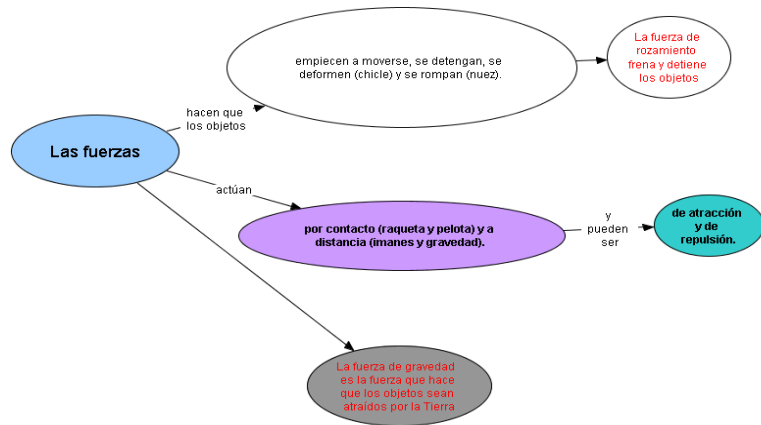 Las fuerzas
hacen que
los objetos
empiecen a moverse, se detengan, se
deformen (chicle) y se rompan (nuez).
La fuerza de
rozamiento
frena y detiene
los objetos
actúan
por contacto (raqueta y pelota) y a
distancia (imanes y gravedad).
y
pueden
ser
de atracción
y de
repulsión.
La fuerza de gravedad
es la fuerza que hace
que los objetos sean
atraídos por la Tierra